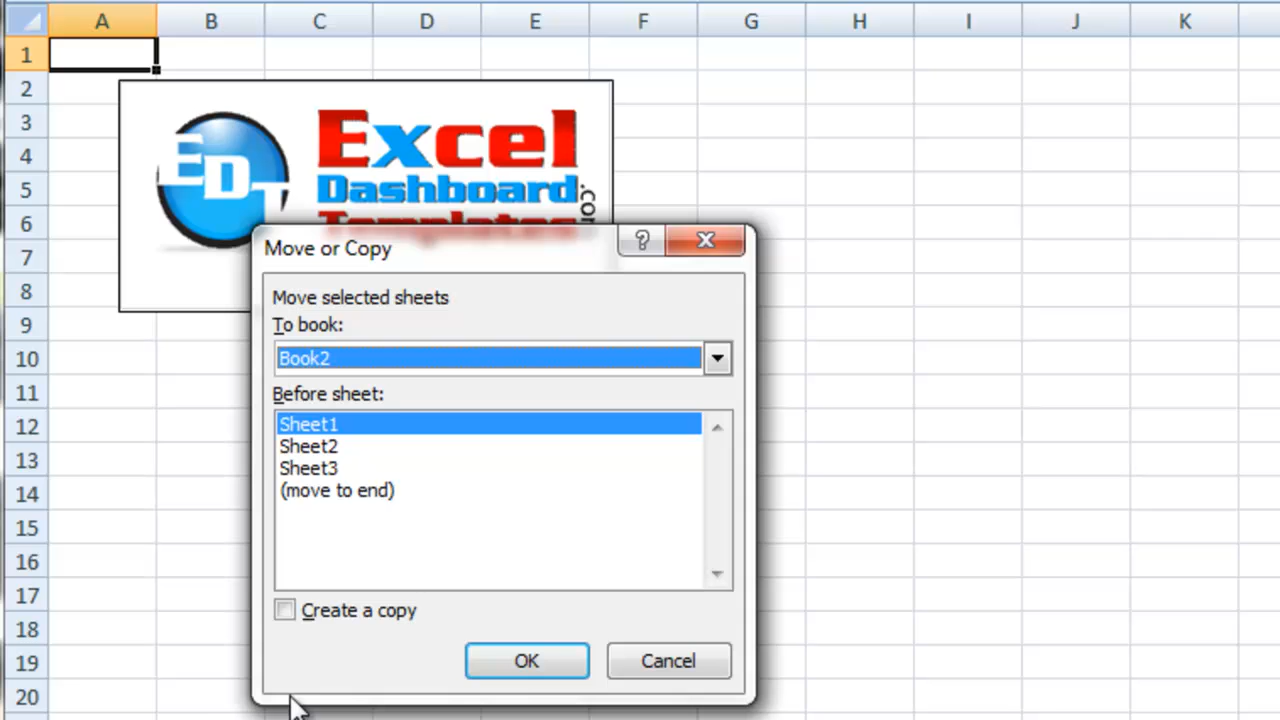 A B C D E F G H I J K
1
2
3
4
5
6
7
8
9
10
11
12
13
14
15
16
17
18
19
20
EDT
Excel
Dashboard
Templates
.com
Move or Copy
?
Move selected sheets
To book:
Book2
Before sheet:
Sheet1
Sheet2
Sheet3
(move to end)
Create a copy
OK Cancel